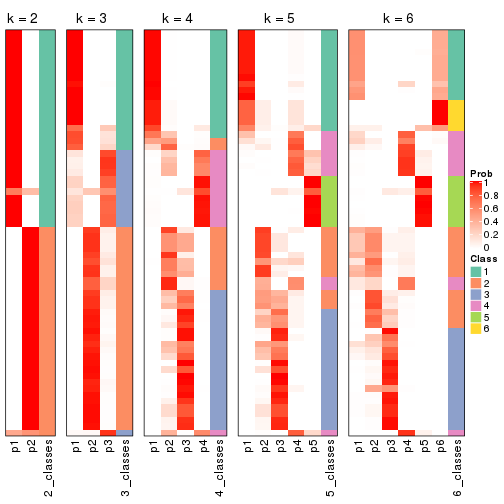 k = 2
k = 3
k = 4
k = 5
k = 6
Prob
1
0.8
0.6
0.4
0.2
0
Class
1
2
3
4
5
6
p1
p2
2_classes
p1
p2
p3
3_classes
p1
p2
p3
p4
4_classes
p1
p2
p3
p4
p5
5_classes
p1
p2
p3
p4
p5
p6
6_classes